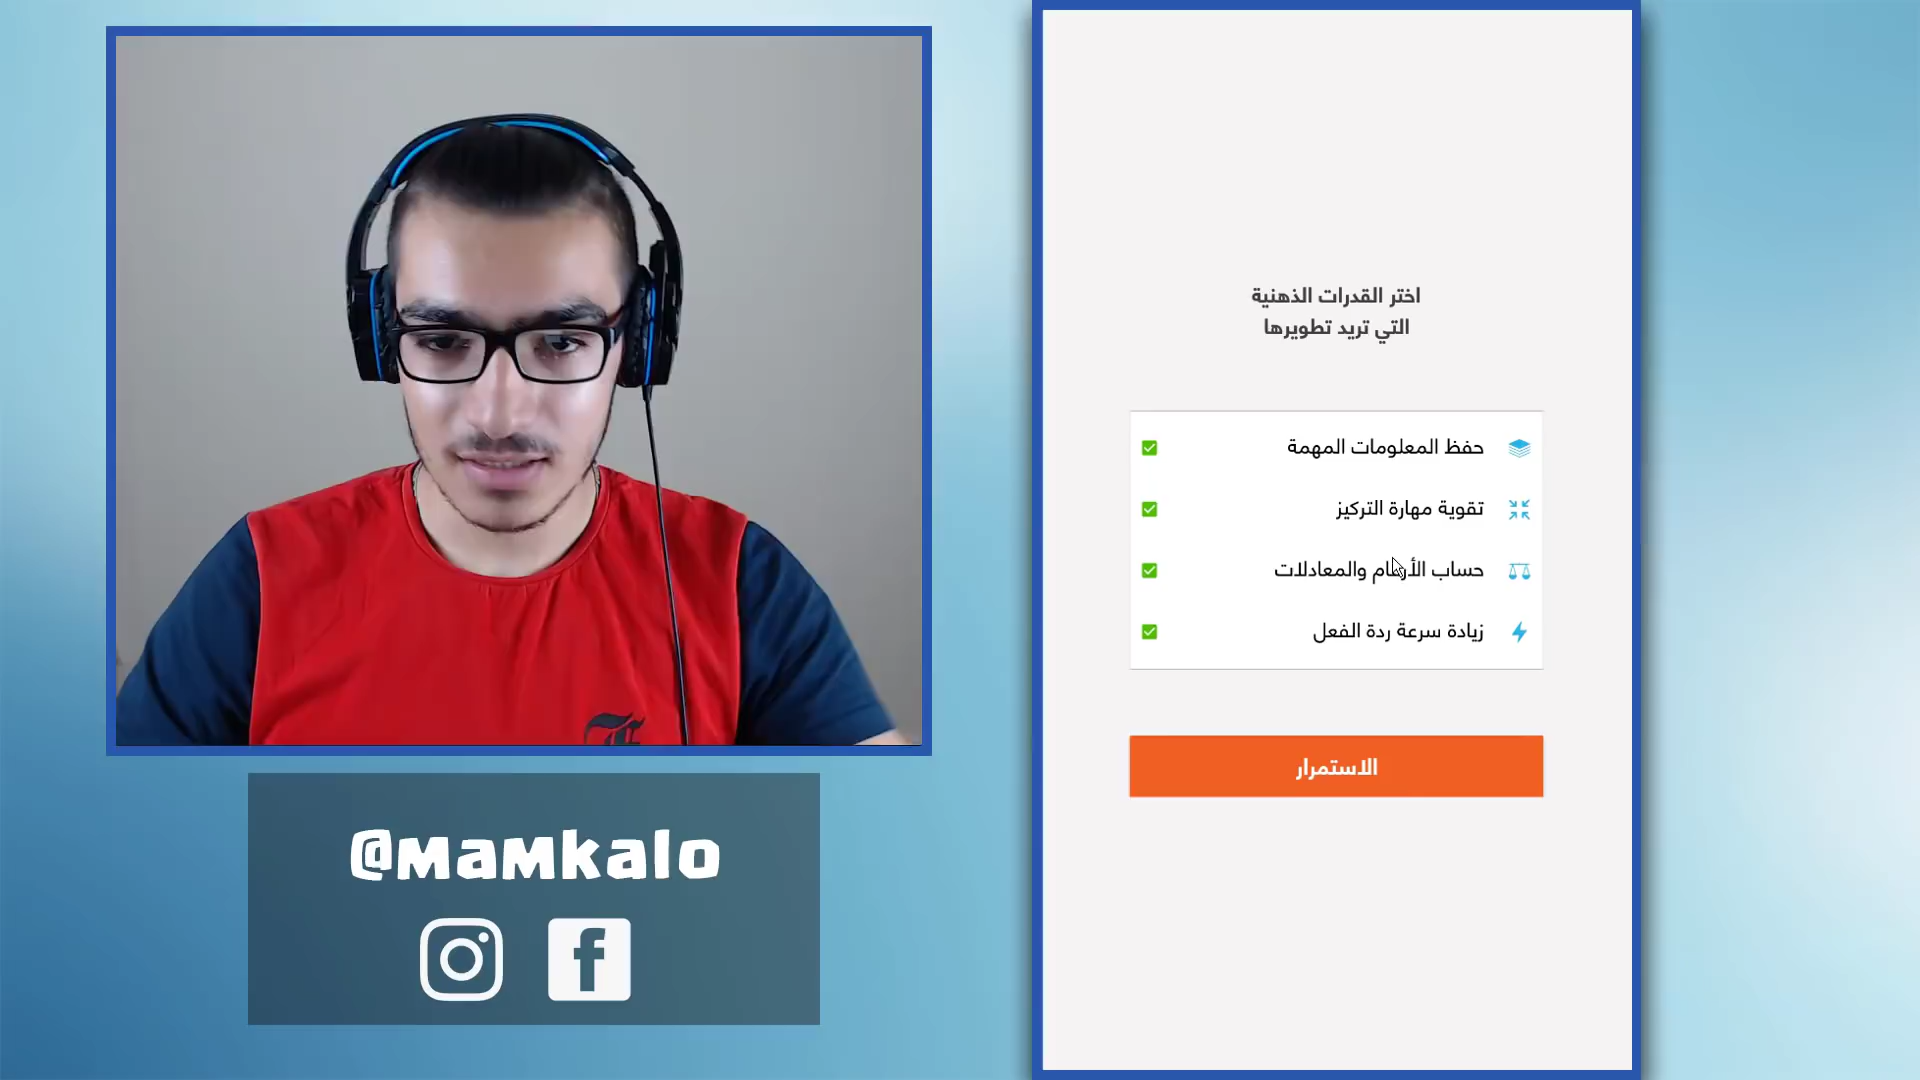 @mamkalo
اختر القدرات الذهنية
التي تريد تطويرها
حفظ المعلومات المهمة
تقوية مهارة التركيز
حساب الأرقام والمعادلات
زيادة سرعة ردة الفعل
الاستمرار